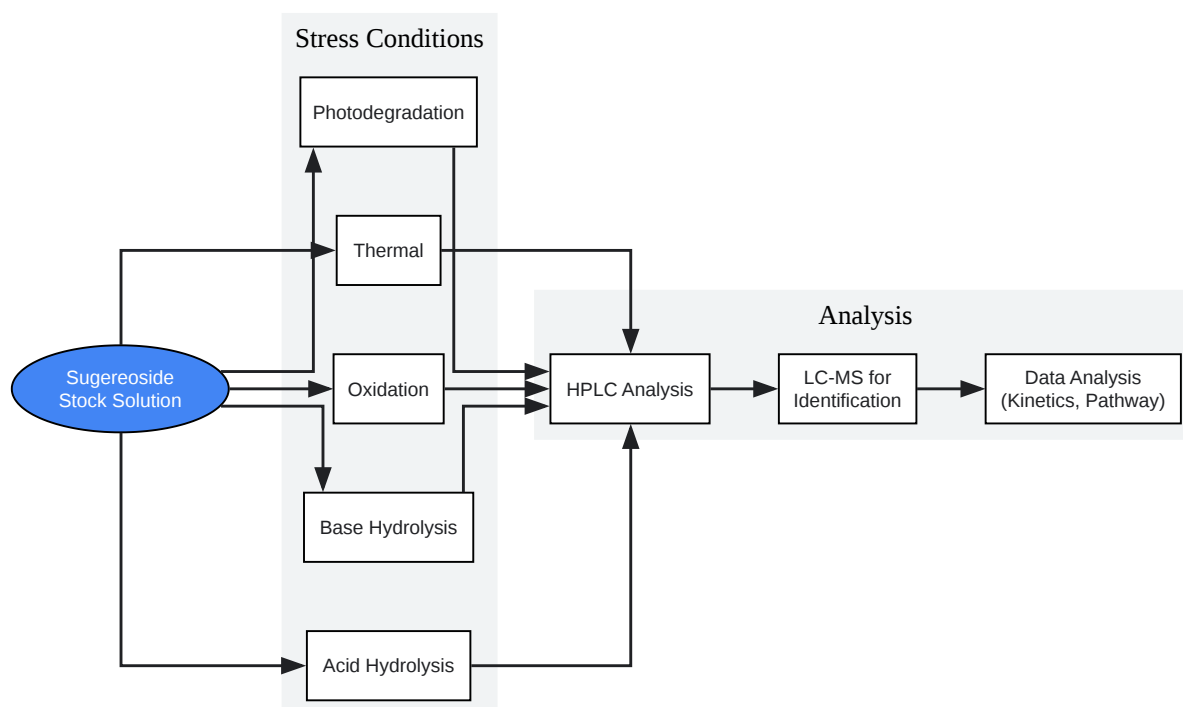 Stress Conditions
Photodegradation
Thermal
Analysis
Sugereoside
Stock Solution
Oxidation
HPLC Analysis
LC-MS for
Identification
Data Analysis
(Kinetics, Pathway)
Base Hydrolysis
Acid Hydrolysis